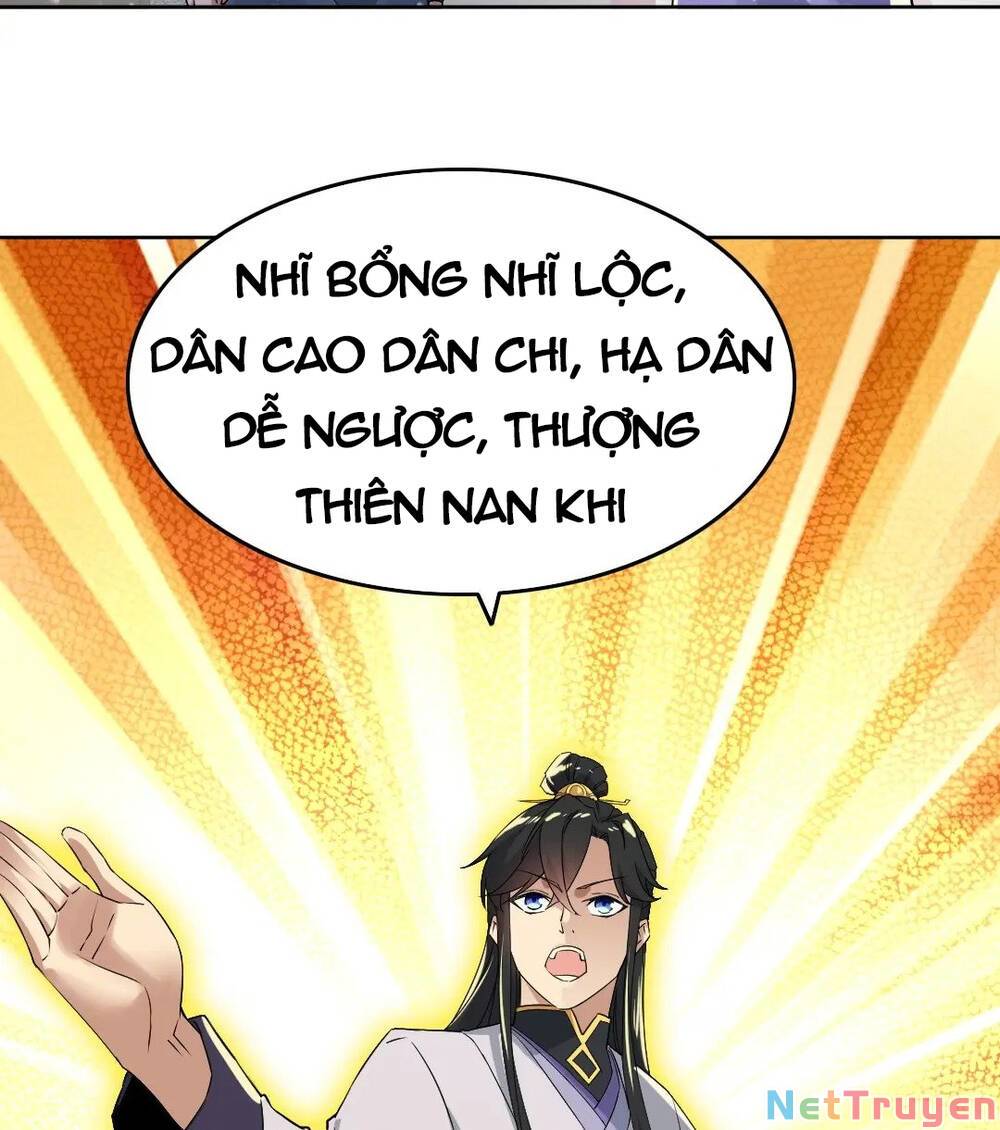 NHĨ BỔNG NHĨ LỘC,
DÂN CAO DÂN CHI, HẠ DÂN
DỄ NGƯỢC, THƯỢNG
THIÊN NAN KHI
NETTRUYEN